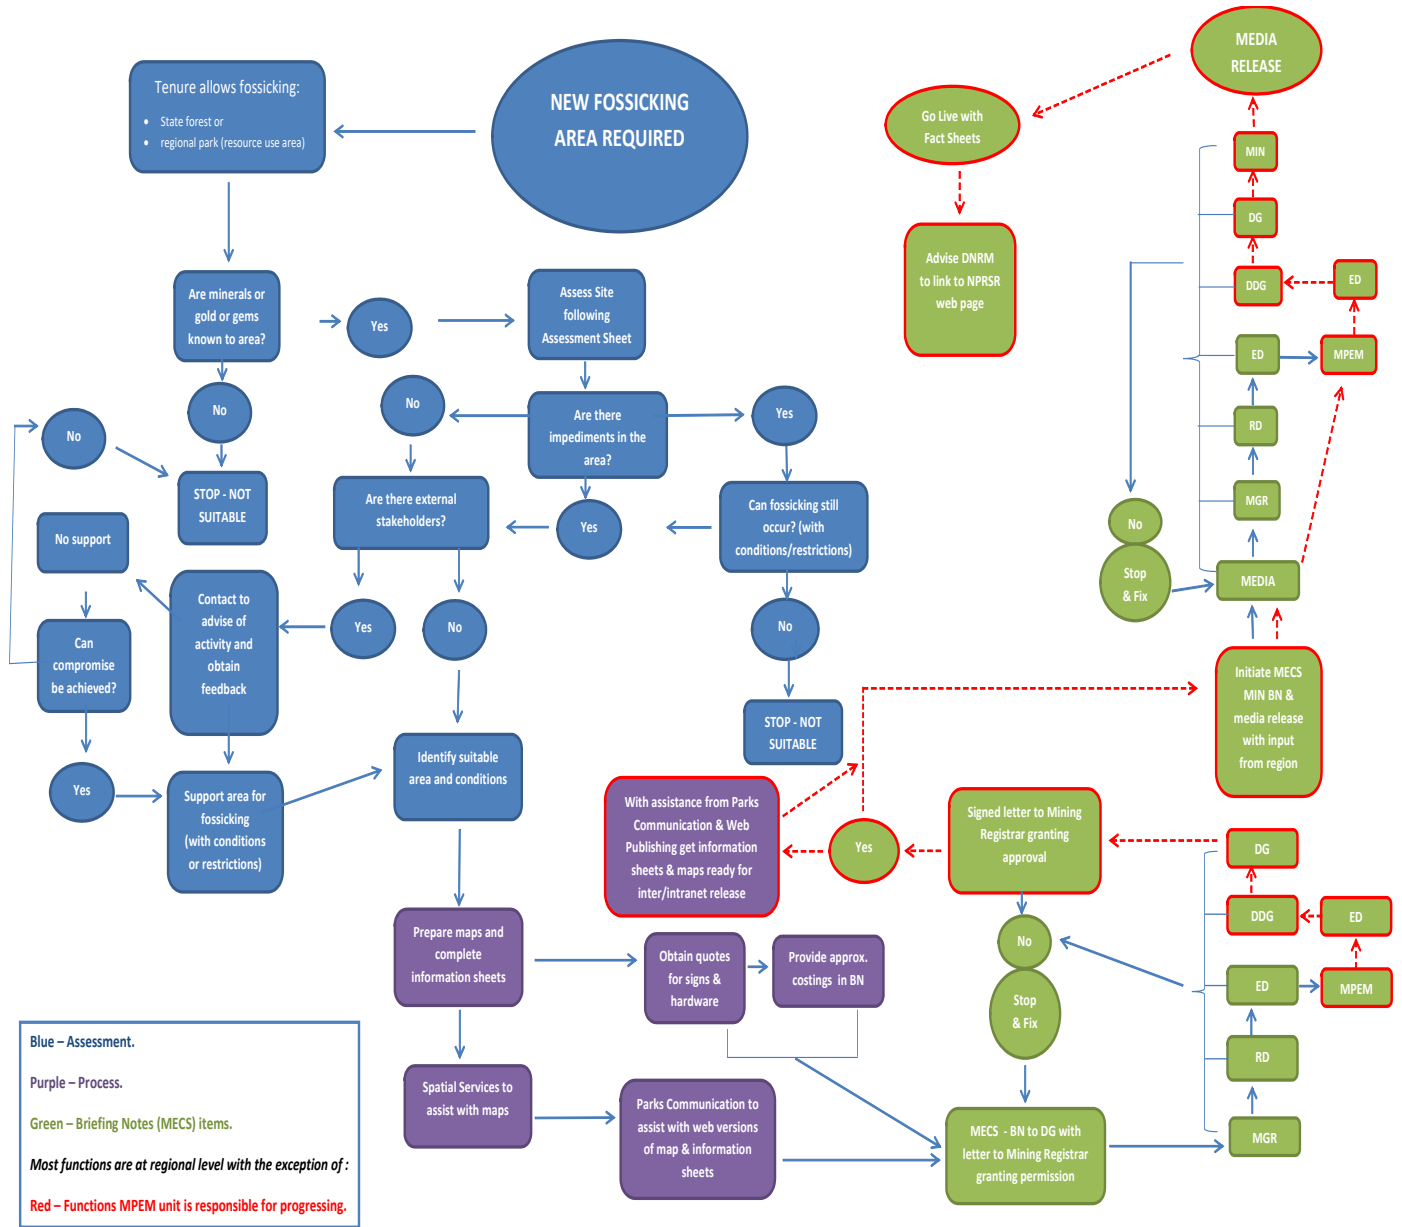 NEW FOSSICKING
AREA REQUIRED
Tenure allows fossicking:
• State forest or
• regional park (resource use area)
Are minerals or
gold or gems
known to area?
Yes
Assess Site
following
Assessment Sheet
No
STOP - NOT
SUITABLE
No
Are there
impediments in the
area?
Yes
No
Are there external
stakeholders?
Yes
Can fossicking still
occur? (with
conditions/restrictions)
No
STOP - NOT
SUITABLE
No support
Can
compromise
be achieved?
Yes
Contact to
advise of
activity and
obtain
feedback
Yes
No
Support area for
fossicking
(with conditions
or restrictions)
Identify suitable
area and conditions
Prepare maps and
complete
information sheets
Obtain quotes
for signs &
hardware
Provide approx.
costings in BN
Spatial Services to
assist with maps
Parks Communication to
assist with web versions
of map & information
sheets
MECS - BN to DG with
letter to Mining Registrar
granting permission
MGR
RD
ED
MPEM
ED
DDG
DG
No
Stop
& Fix
Signed letter to Mining
Registrar granting
approval
Yes
With assistance from Parks
Communication & Web
Publishing get information
sheets & maps ready for
inter/intranet release
Initiate MECS
MIN BN &
media release
with input
from region
MEDIA
MGR
RD
ED
MPEM
ED
DDG
DG
MIN
No
Stop
& Fix
MEDIA
RELEASE
Go Live with
Fact Sheets
Advise DNRM
to link to NPRSR
web page
Blue – Assessment.
Purple – Process.
Green – Briefing Notes (MECS) items.
Most functions are at regional level with the exception of :
Red – Functions MPEM unit is responsible for progressing.